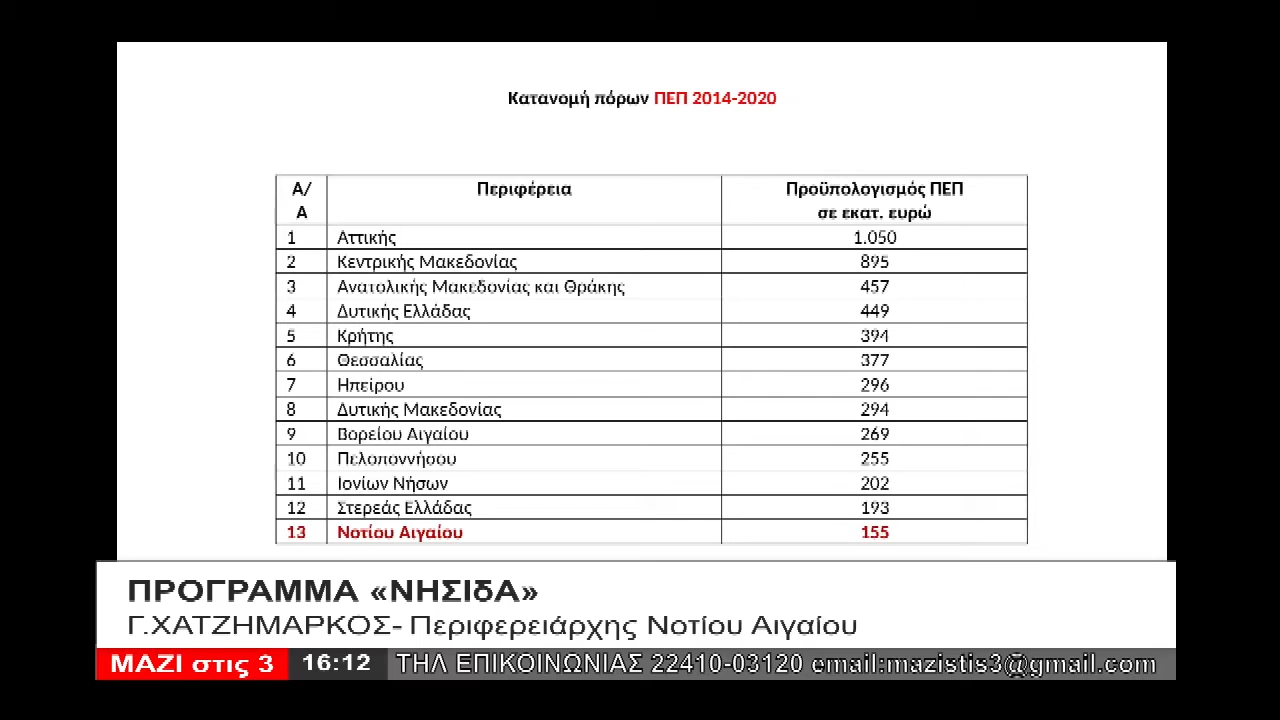 Κατανομή πόρων ΠΕΠ 2014-2020
Α/Α Περιφέρεια Προϋπολογισμός ΠΕΠ σε εκατ. ευρώ
1 Αττικής 1.050
2 Κεντρικής Μακεδονίας 895
3 Ανατολικής Μακεδονίας και Θράκης 457
4 Δυτικής Ελλάδας 449
5 Κρήτης 394
6 Θεσσαλίας 377
7 Ηπείρου 296
8 Δυτικής Μακεδονίας 294
9 Βορείου Αιγαίου 269
10 Πελοποννήσου 255
11 Ιονίων Νήσων 202
12 Στερεάς Ελλάδας 193
13 Νοτίου Αιγαίου 155
ΠΡΟΓΡΑΜΜΑ «ΝΗΣΙδΑ»
Γ.ΧΑΤΖΗΜΑΡΚΟΣ- Περιφερειάρχης Νοτίου Αιγαίου
ΜΑΖΙ στις 3 16:12 ΤΗΛ ΕΠΙΚΟΙΝΩΝΙΑΣ 22410-03120 email:mazistis3@gmail.com